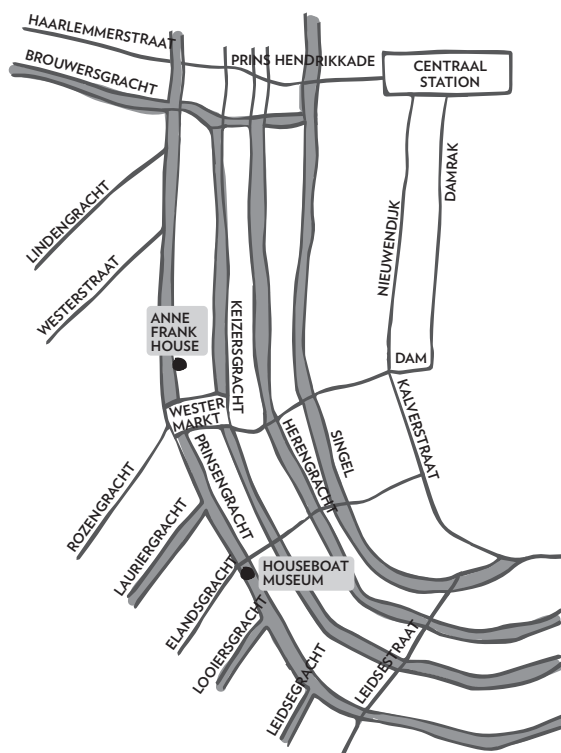 HAARLEMMERSTRAAT
PRINS HENDRIKKADE
CENTRAAL
STATION
BROUWERSGRACHT
DAMRAK
LINDENGRACHT
NIEUWENDIJK
WESTERSTRAAT
ANNE
FRANK
HOUSE
KEIZERSGRACHT
DAM
WESTER
MARKT
KALVERSTRAAT
PRINSENGRACHT
HERENGRACHT
SINGEL
ROZENGRACHT
LAURIERGRACHT
HOUSEBOAT
MUSEUM
ELANDSGRACHT
LOOIERSGRACHT
LEIDSEGRACHT
LEIDSESTRAAT